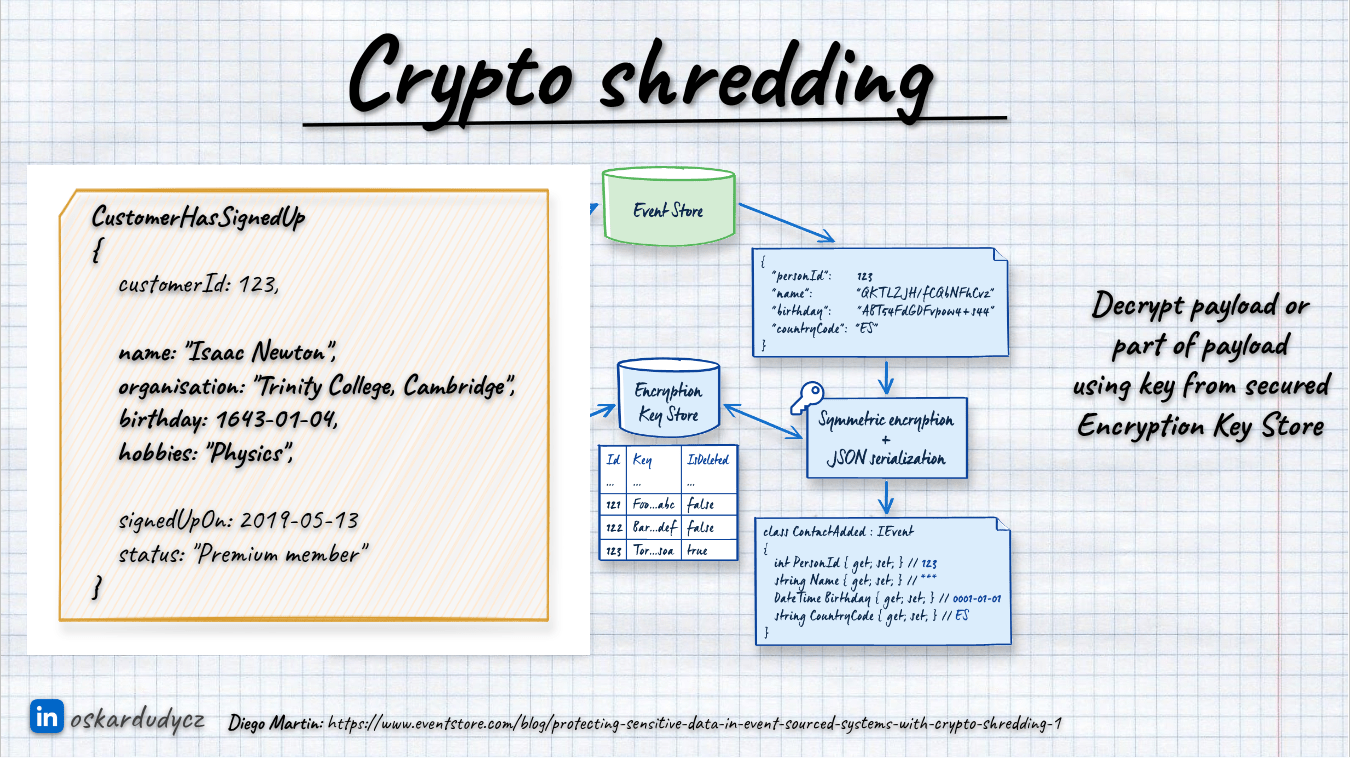 Crypto shredding
CustomerHasSignedUp
{
customerId: 123,
name: "Isaac Newton",
organisation: "Trinity College, Cambridge",
birthday: 1643-01-04,
hobbies: "Physics",
signedUpOn: 2019-05-13
status: "Premium member"
}
Event Store
{
"personId": 123
"name": "GKTLZJH/fCQbNFhCvz"
"birthday": "A8T54FdGDFvpow4+s44"
"countryCode": "ES"
}
Encryption
Key Store
Id Key IsDeleted
... ... ...
121 Foo...abc false
122 Bar...def false
123 Tor...soa true
Symmetric encryption
+
JSON serialization
class ContactAdded : IEvent
{
int PersonId { get; set; } // 123
string Name { get; set; } // ***
DateTime Birthday { get; set; } // 0001-01-01
string CountryCode { get; set; } // ES
}
Decrypt payload or
part of payload
using key from secured
Encryption Key Store
in oskardudycz
Diego Martin: https://www.eventstore.com/blog/protecting-sensitive-data-in-event-sourced-systems-with-crypto-shredding-1